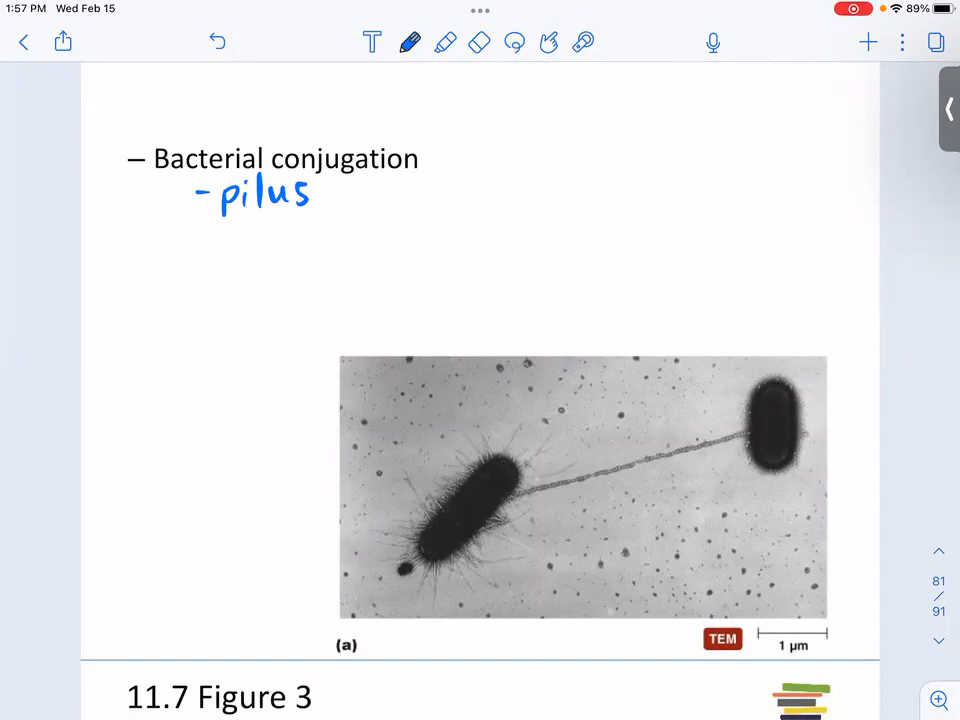 1:57 PM Wed Feb 15
89%
– Bacterial conjugation
- pilus
TEM
1 µm
(a)
81
/
91
11.7 Figure 3